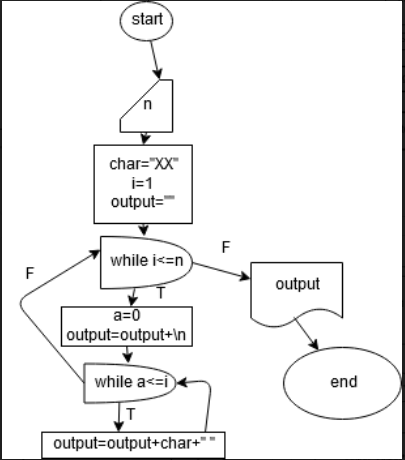 start
n
char="XX"
i=1
output=""
while i<=n
F
output
T
a=0
output=output+\n
F
while a<=i
end
T
output=output+char+" "